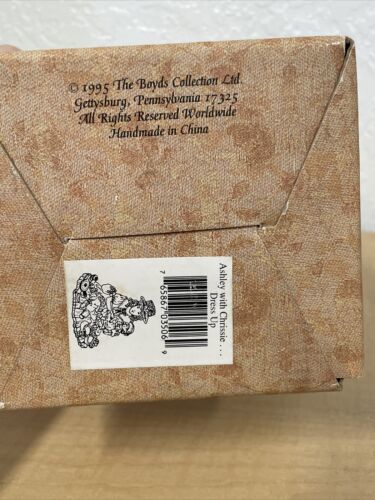 © 1995 The Boyds Collection Ltd.
Gettysburg, Pennsylvania 17325
All Rights Reserved Worldwide
Handmade in China
Ashley with Chrissie . . .
Dress Up
7 65867 03506 9